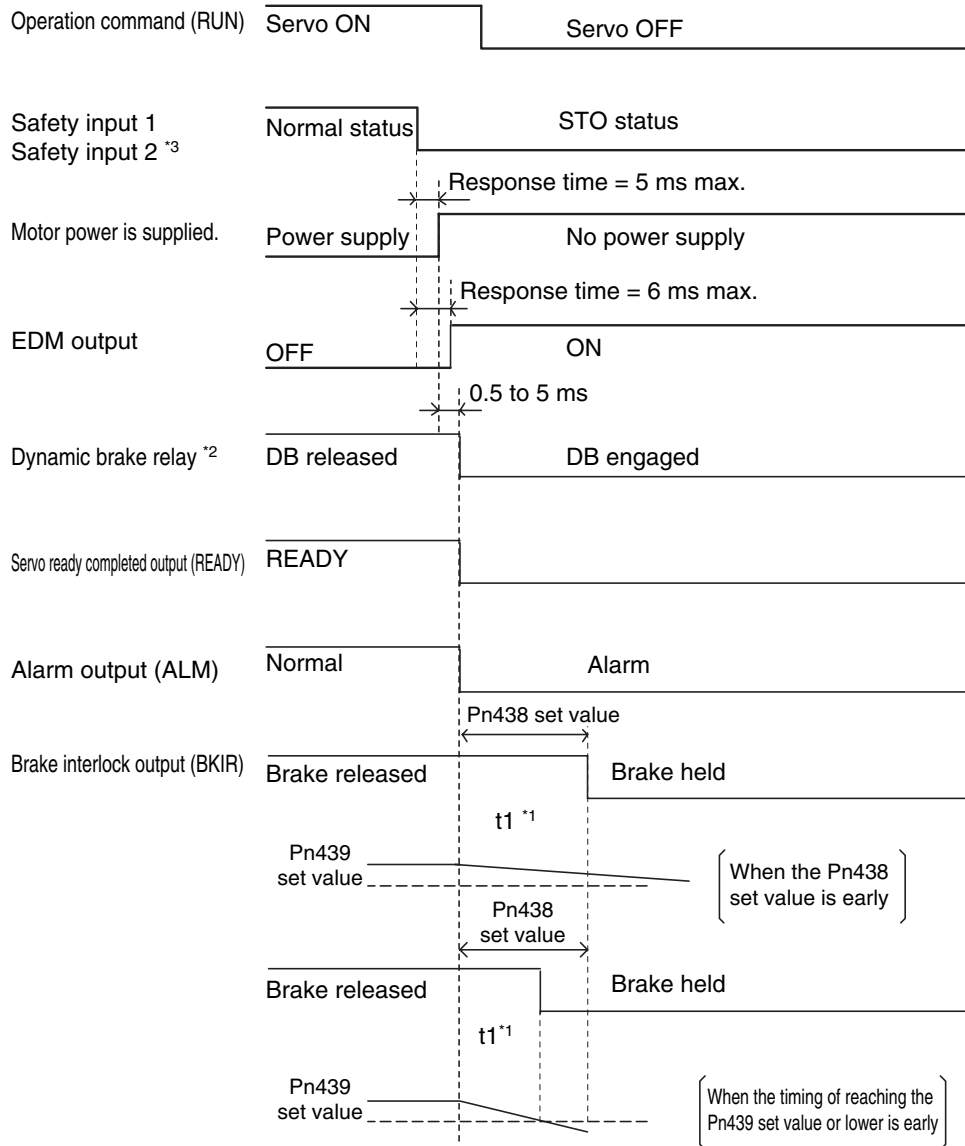 Operation command (RUN)
Servo ON
Servo OFF
Safety input 1
Safety input 2 *3
Normal status
STO status
Response time = 5 ms max.
Motor power is supplied.
Power supply
No power supply
Response time = 6 ms max.
EDM output
OFF
ON
0.5 to 5 ms
Dynamic brake relay *2
DB released
DB engaged
Servo ready completed output (READY)
READY
Alarm output (ALM)
Normal
Alarm
Pn438 set value
Brake interlock output (BKIR)
Brake released
Brake held
t1 *1
Pn439
set value
When the Pn438
set value is early
Pn438
set value
Brake released
Brake held
t1*1
Pn439
set value
When the timing of reaching the
Pn439 set value or lower is early